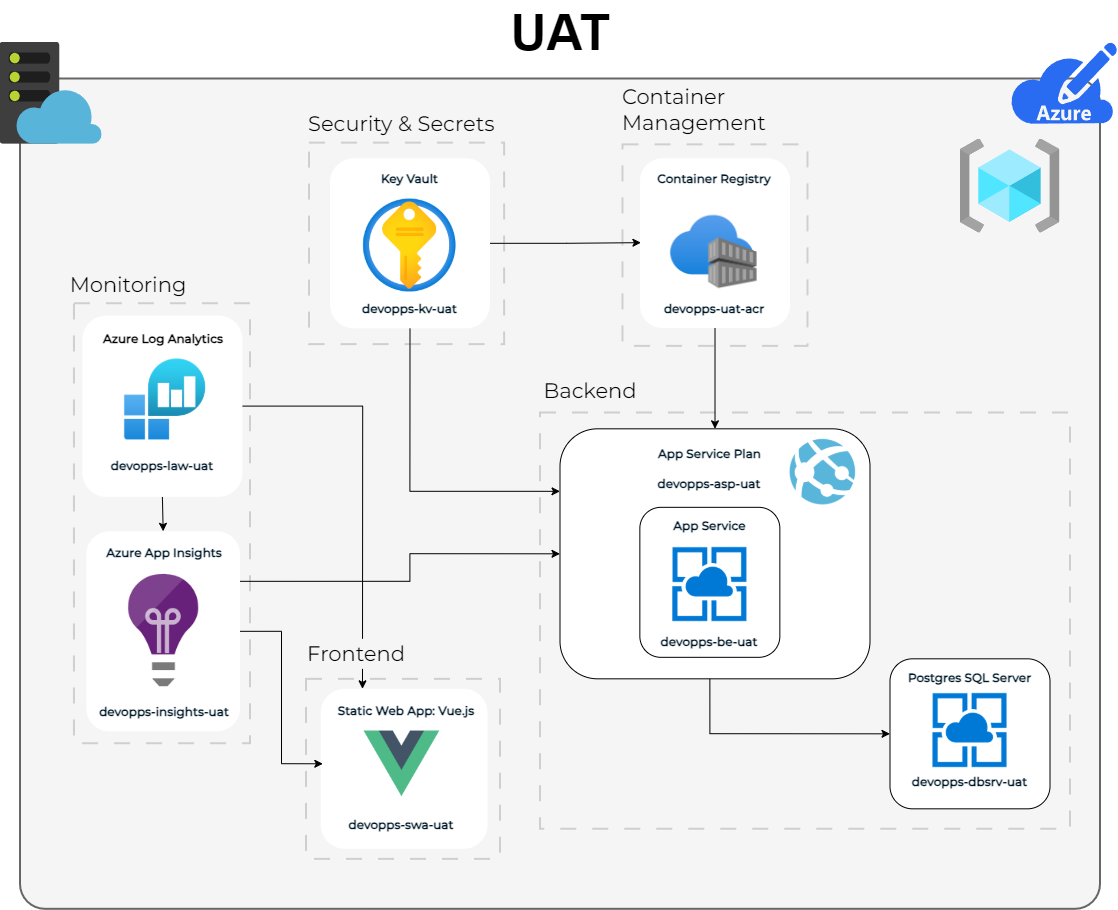 UAT
Azure
Container
Management
Security & Secrets
Key Vault
devopps-kv-uat
Container Registry
devopps-uat-acr
Monitoring
Azure Log Analytics
devopps-law-uat
Azure App Insights
devopps-insights-uat
Backend
App Service Plan
devopps-asp-uat
App Service
devopps-be-uat
Postgres SQL Server
devopps-dbsrv-uat
Frontend
Static Web App: Vue.js
devopps-swa-uat